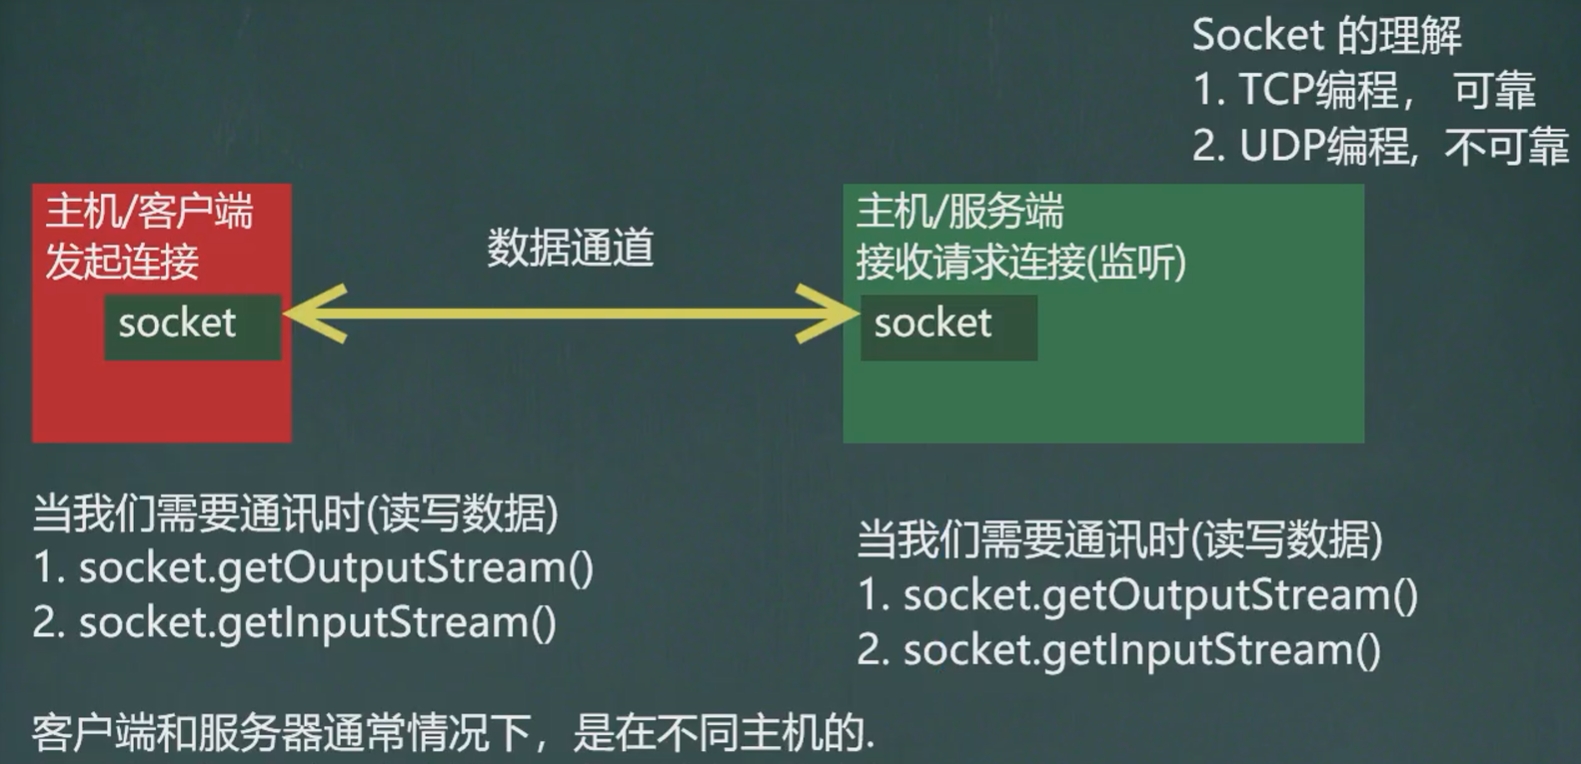 Socket 的理解
1. TCP编程， 可靠
2. UDP编程, 不可靠
主机/客户端
发起连接
socket
数据通道
主机/服务端
接收请求连接(监听)
socket
当我们需要通讯时(读写数据)
1. socket.getOutputStream()
2. socket.getInputStream()
当我们需要通讯时(读写数据)
1. socket.getOutputStream()
2. socket.getInputStream()
客户端和服务器通常情况下，是在不同主机的.